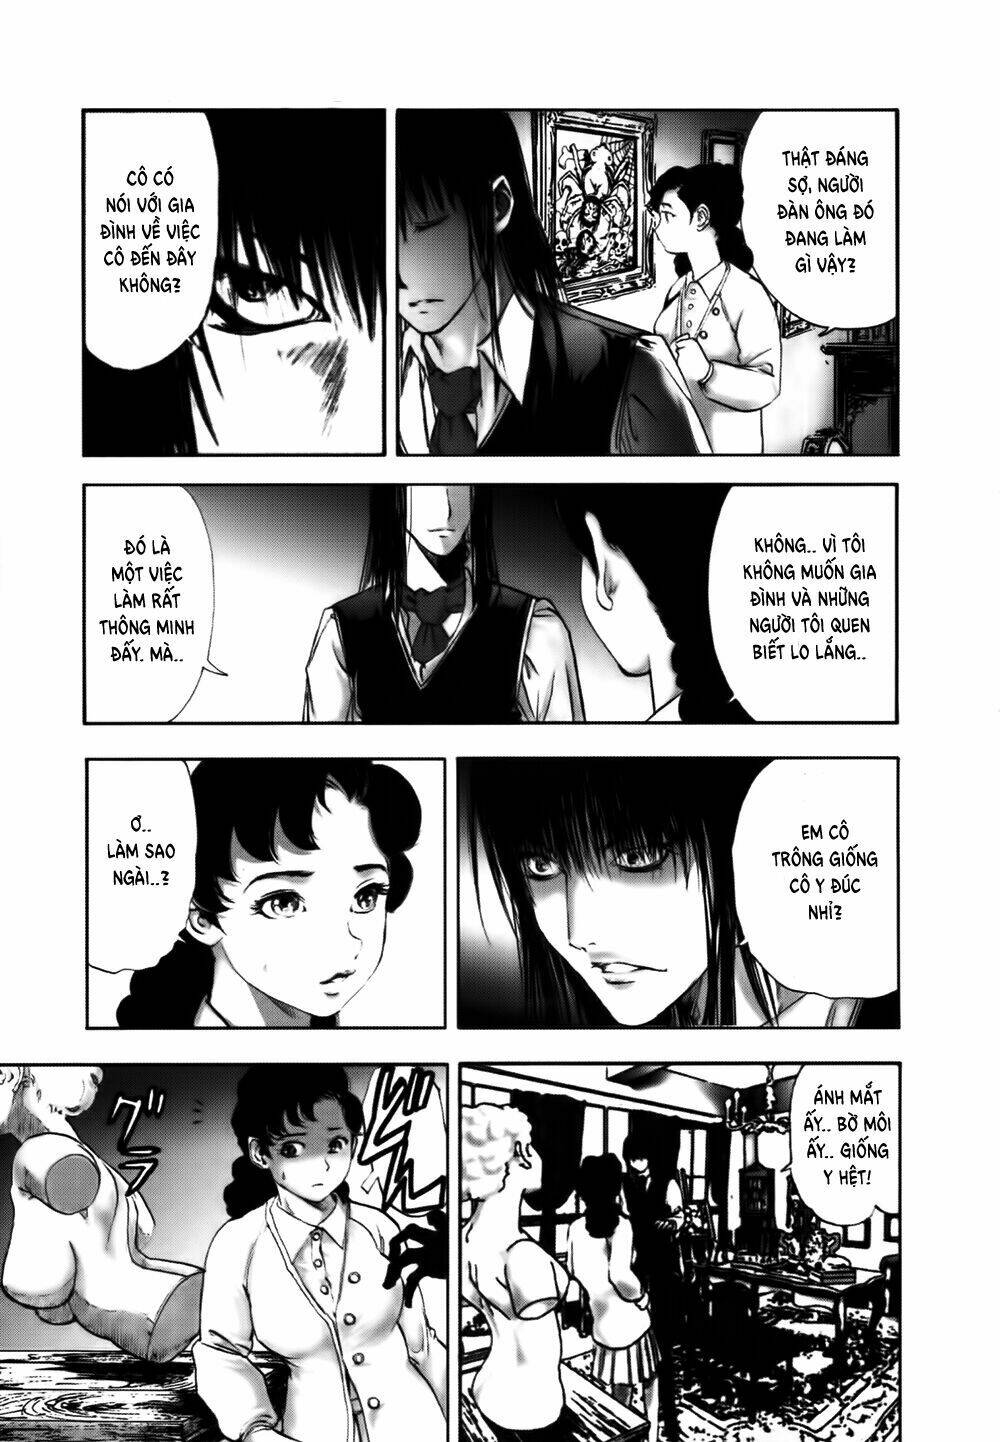 THẬT ĐÁNG
SỢ, NGƯỜI
ĐÀN ÔNG ĐÓ
ĐANG LÀM
GÌ VẬY?
CÔ CÓ
NÓI VỚI GIA
ĐÌNH VỀ VIỆC
CÔ ĐẾN ĐÂY
KHÔNG?
KHÔNG.. VÌ TÔI
KHÔNG MUỐN GIA
ĐÌNH VÀ NHỮNG
NGƯỜI TÔI QUEN
BIẾT LO LẮNG..
ĐÓ LÀ
MỘT VIỆC
LÀM RẤT
THÔNG MINH
ĐẤY. MÀ..
EM CÔ
TRÔNG GIỐNG
CÔ Y ĐÚC
NHỈ?
Ơ..
LÀM SAO
NGÀI..?
ÁNH MẮT
ẤY.. BỜ MÔI
ẤY.. GIỐNG
Y HỆT!
グラ